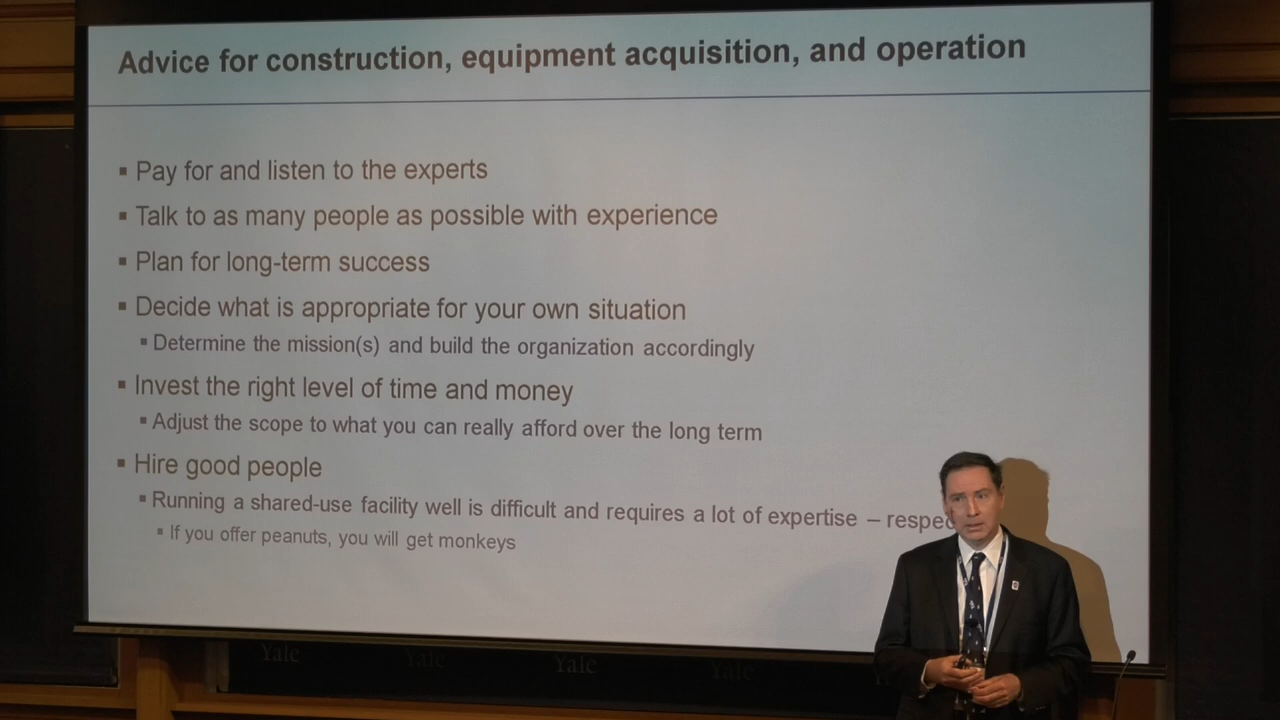 Advice for construction, equipment acquisition, and operation
▪ Pay for and listen to the experts
▪ Talk to as many people as possible with experience
▪ Plan for long-term success
▪ Decide what is appropriate for your own situation
▪ Determine the mission(s) and build the organization accordingly
▪ Invest the right level of time and money
▪ Adjust the scope to what you can really afford over the long term
▪ Hire good people
▪ Running a shared-use facility well is difficult and requires a lot of expertise –
▪ If you offer peanuts, you will get monkeys
Yale Yale Yale Yale